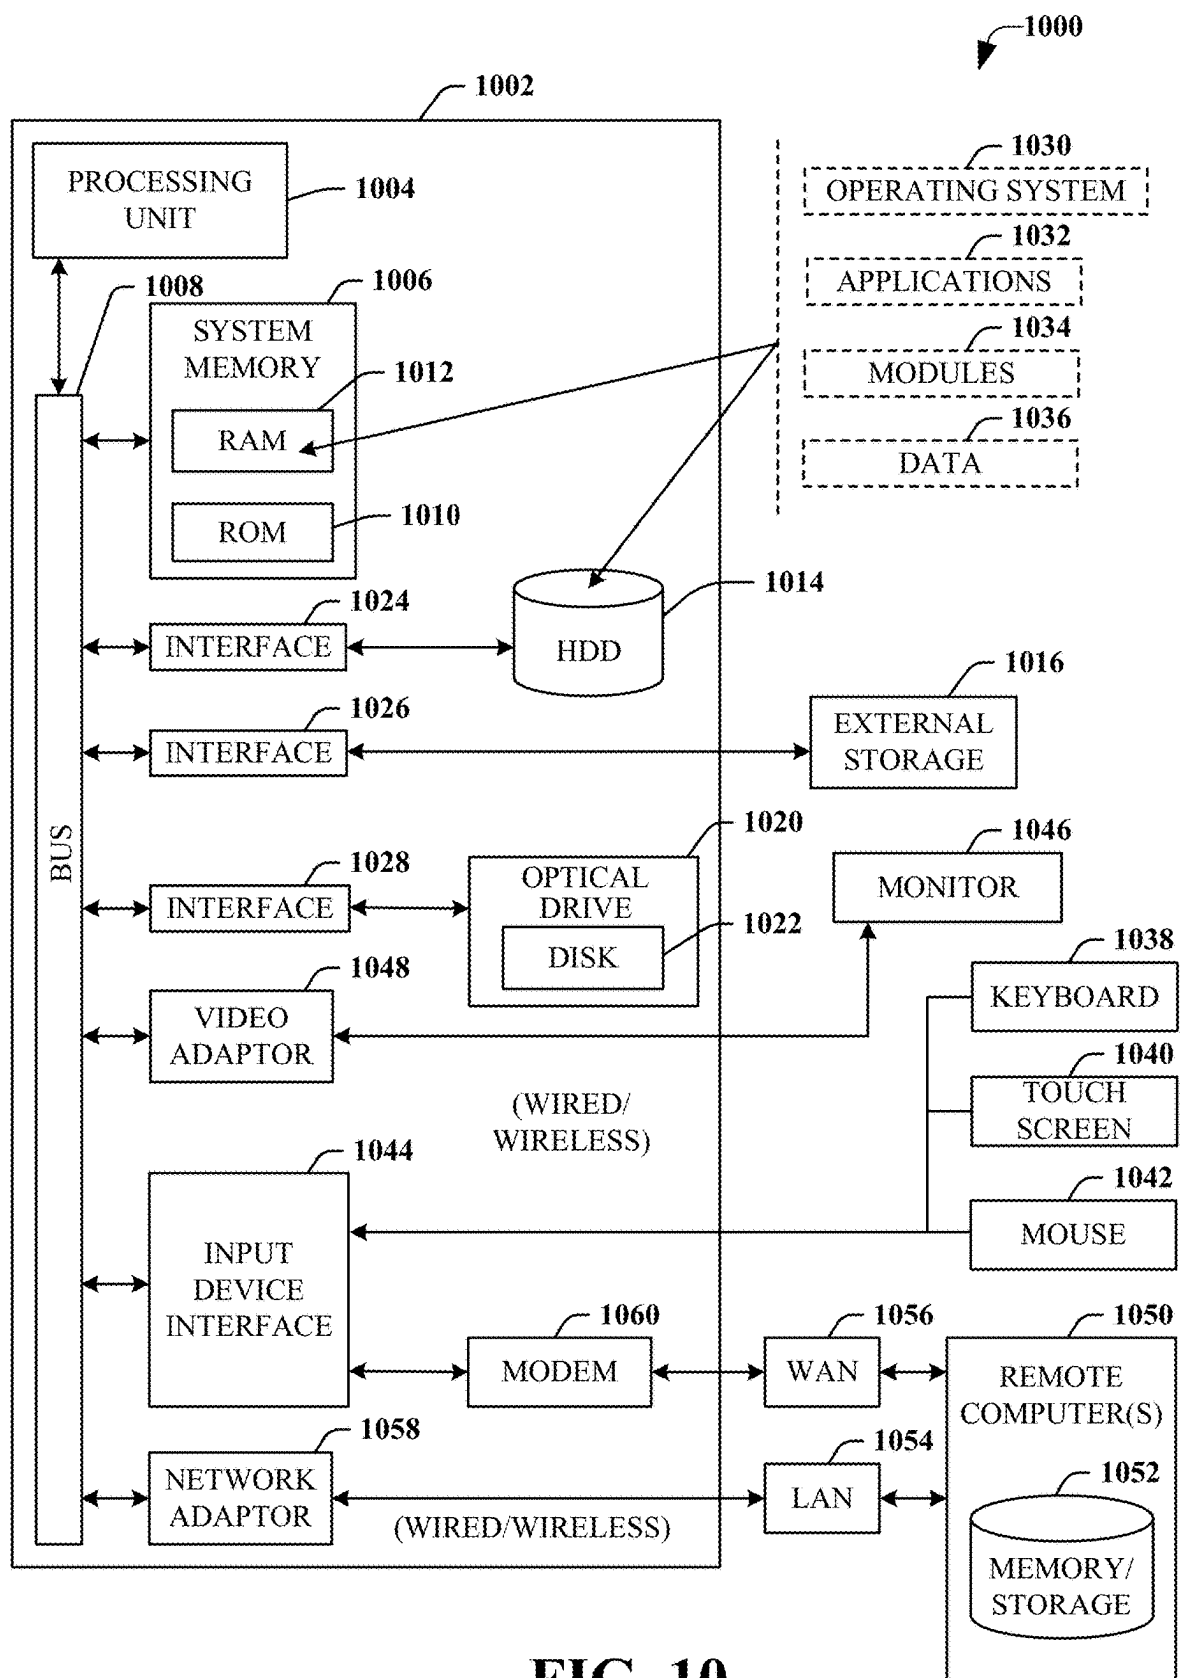 1000
1002
PROCESSING
UNIT
1004
1030
OPERATING SYSTEM
1032
APPLICATIONS
1034
MODULES
1036
DATA
1008
1006
SYSTEM
MEMORY
1012
RAM
1010
ROM
1024
INTERFACE
1014
HDD
1026
INTERFACE
1016
EXTERNAL
STORAGE
BUS
1028
INTERFACE
1020
OPTICAL
DRIVE
1022
DISK
1046
MONITOR
1048
VIDEO
ADAPTOR
1038
KEYBOARD
1040
TOUCH
SCREEN
(WIRED/
WIRELESS)
1042
MOUSE
1044
INPUT
DEVICE
INTERFACE
1060
MODEM
1056
WAN
1050
REMOTE
COMPUTER(S)
1058
NETWORK
ADAPTOR
(WIRED/WIRELESS)
1054
LAN
1052
MEMORY/
STORAGE
FIG. 10